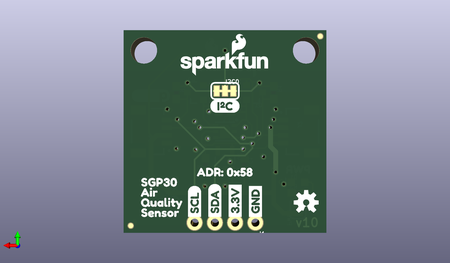 sparkfun
I²C
ADR: 0x58
SGP30
Air
Quality
Sensor
SCL
SDA
3.3V
GND
v10